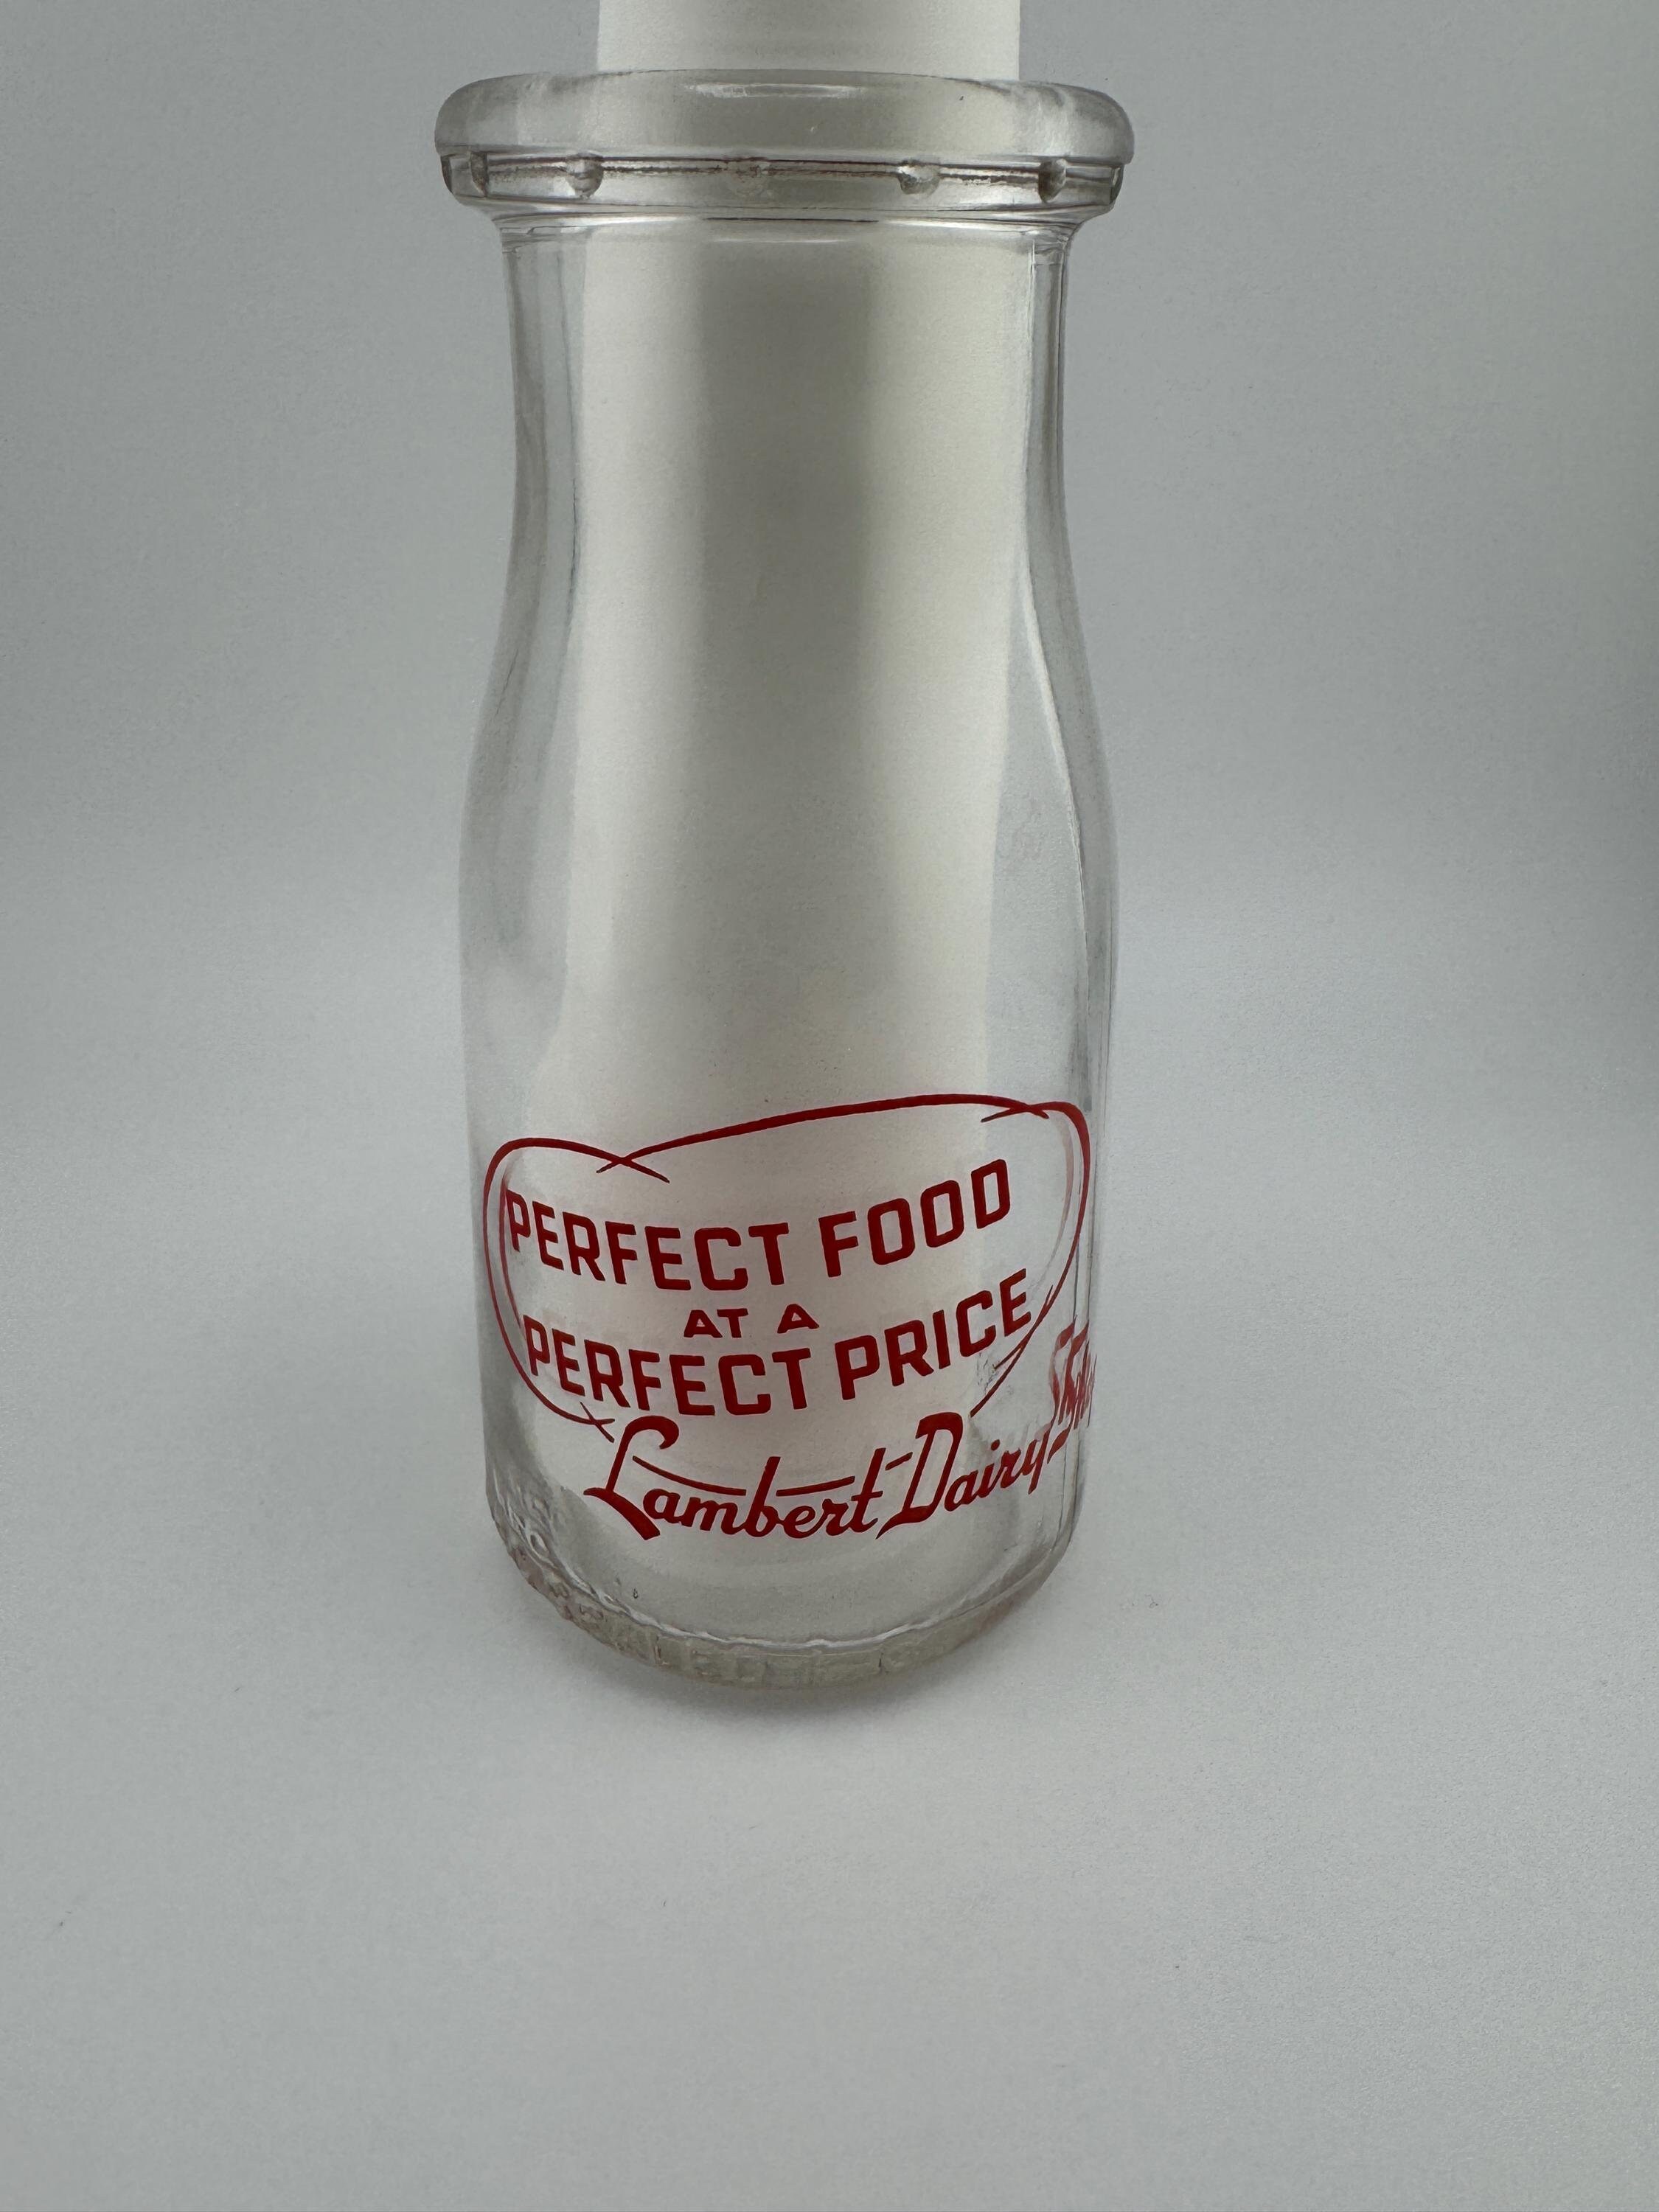 PERFECT FOOD
AT A
PERFECT PRICE
Lambert Dairy